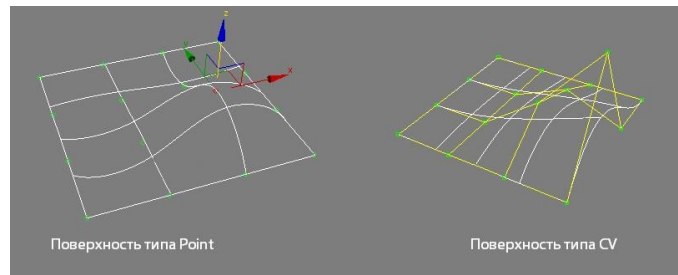 z
y
x
Поверхность типа Point
Поверхность типа CV